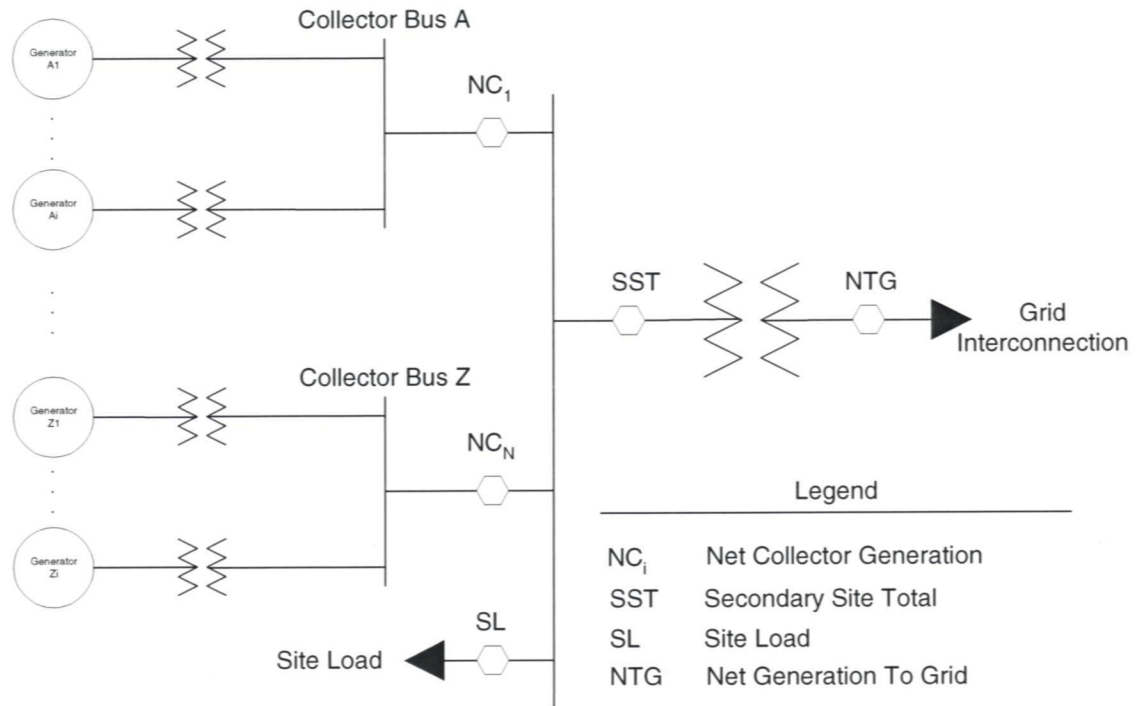 Collector Bus A
Generator
A1
NC1
Generator
Ai
SST
NTG
Grid
Interconnection
Collector Bus Z
Generator
Z1
NCN
Legend
NCi Net Collector Generation
Generator
Zi
SST Secondary Site Total
SL
SL Site Load
Site Load
NTG Net Generation To Grid